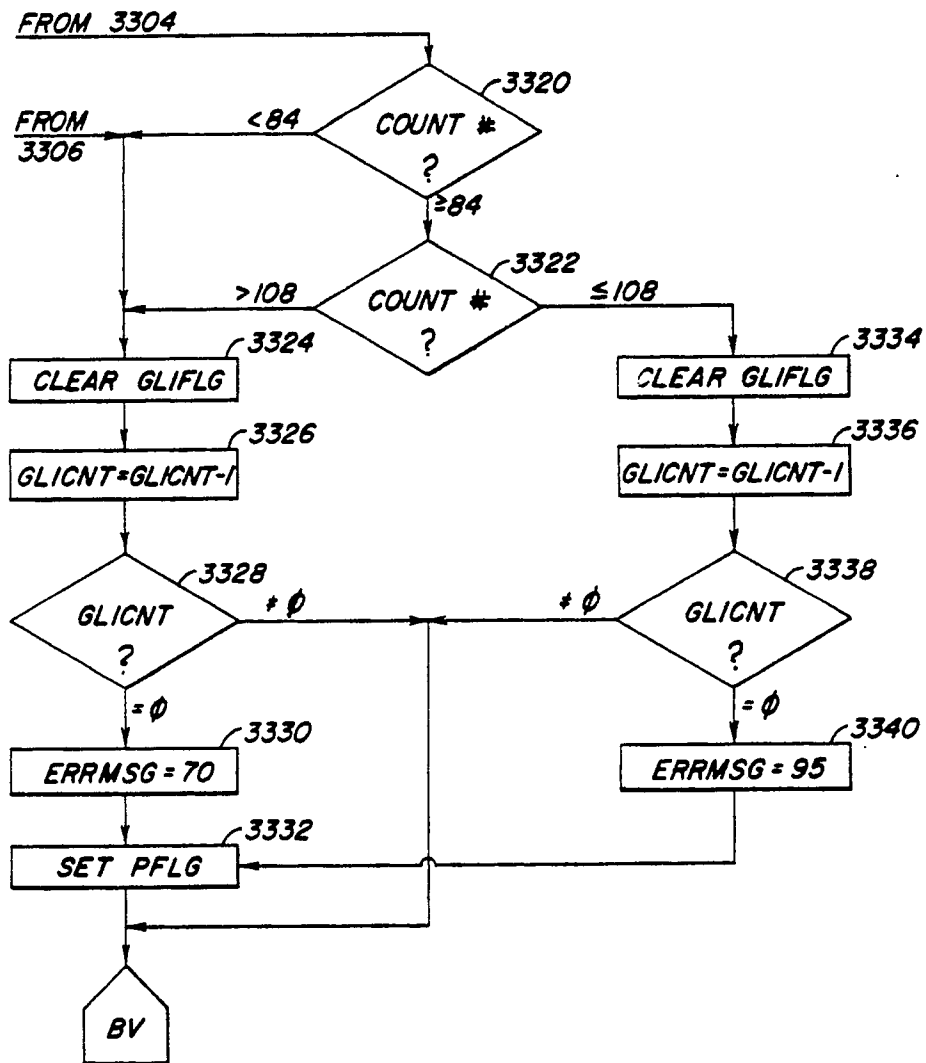 FROM 3304
3320
COUNT #
?
<84
FROM
3306
≥84
3322
COUNT #
?
>108
≤108
3324
CLEAR GLIFLG
3334
CLEAR GLIFLG
3326
GLICNT=GLICNT-1
3336
GLICNT=GLICNT-1
3328
GLICNT
?
≠ φ
3338
GLICNT
?
≠ φ
= φ
= φ
3330
ERRMSG = 70
3340
ERRMSG = 95
3332
SET PFLG
BV